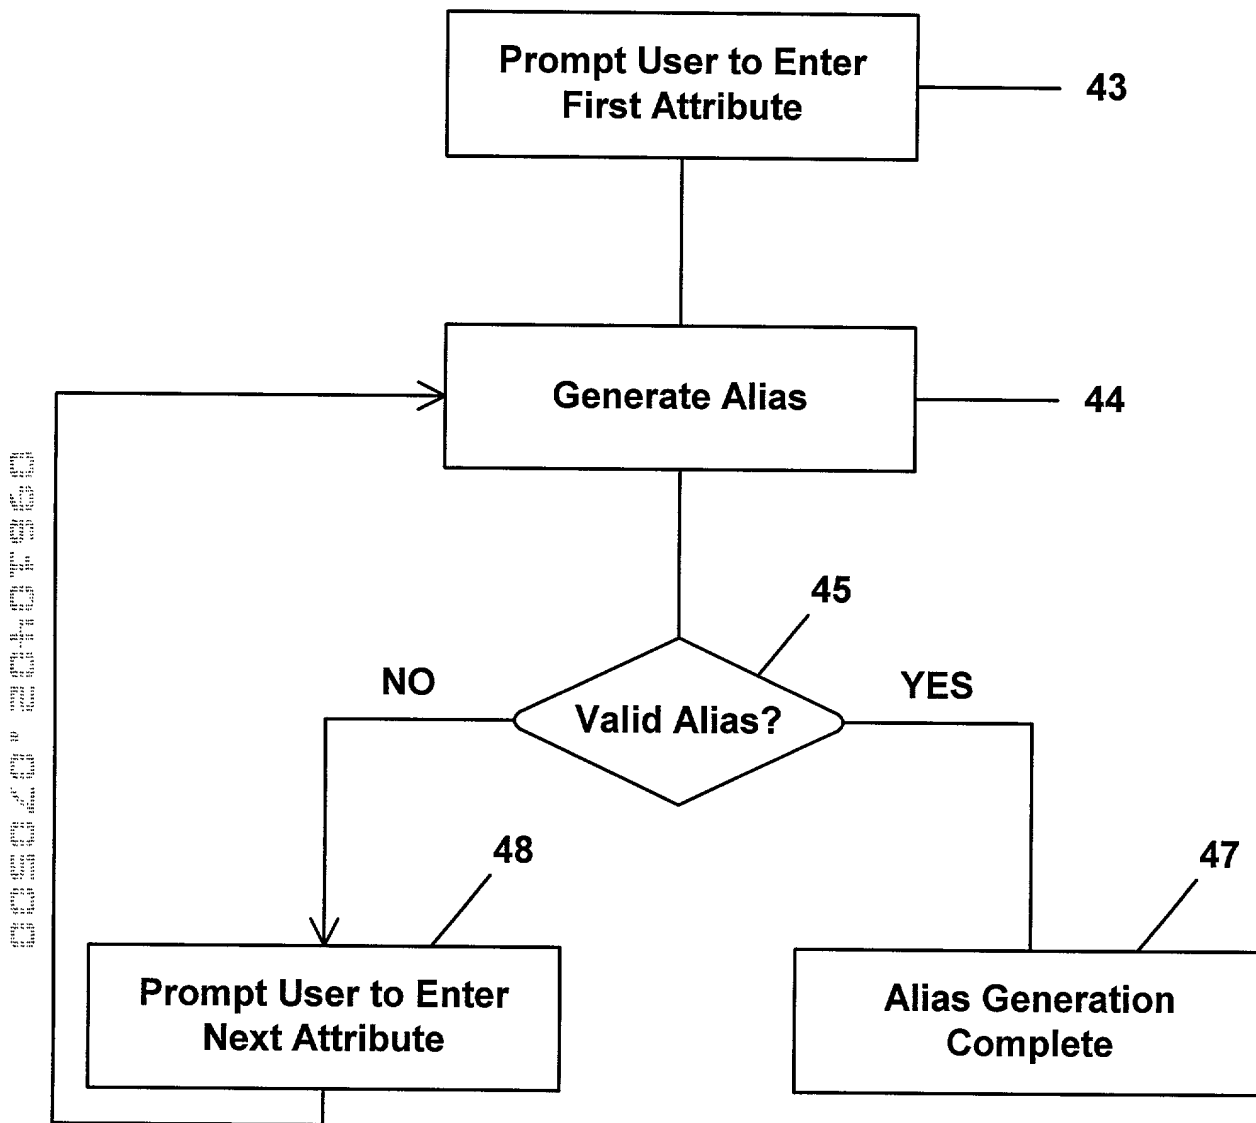 Prompt User to Enter
First Attribute
43
Generate Alias
44
45
NO
YES
Valid Alias?
48
47
Prompt User to Enter
Next Attribute
Alias Generation
Complete